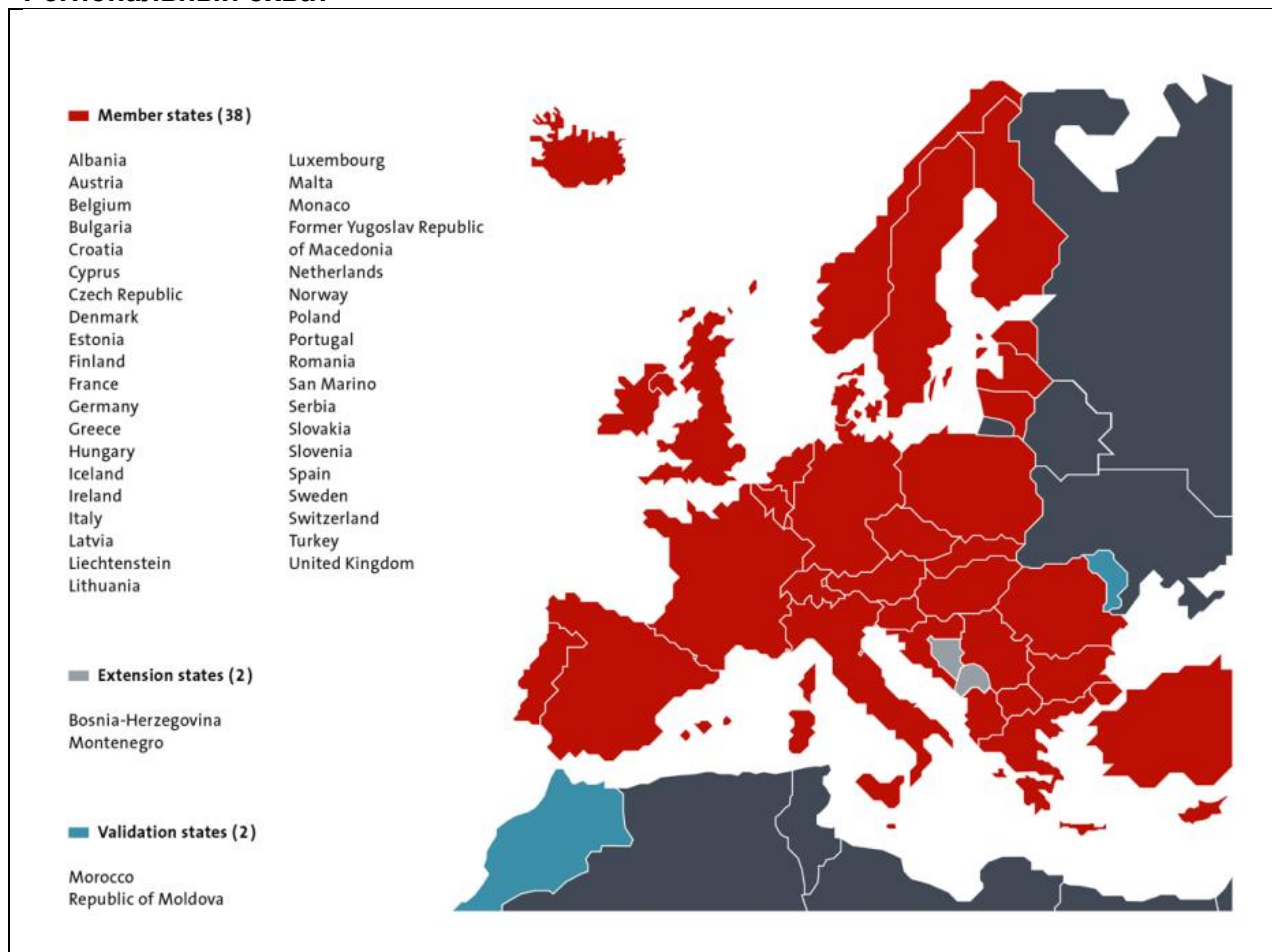 Региональный охват
Member states (38)
Albania
Austria
Belgium
Bulgaria
Croatia
Cyprus
Czech Republic
Denmark
Estonia
Finland
France
Germany
Greece
Hungary
Iceland
Ireland
Italy
Latvia
Liechtenstein
Lithuania
Luxembourg
Malta
Monaco
Former Yugoslav Republic
of Macedonia
Netherlands
Norway
Poland
Portugal
Romania
San Marino
Serbia
Slovakia
Slovenia
Spain
Sweden
Switzerland
Turkey
United Kingdom
Extension states (2)
Bosnia-Herzegovina
Montenegro
Validation states (2)
Morocco
Republic of Moldova